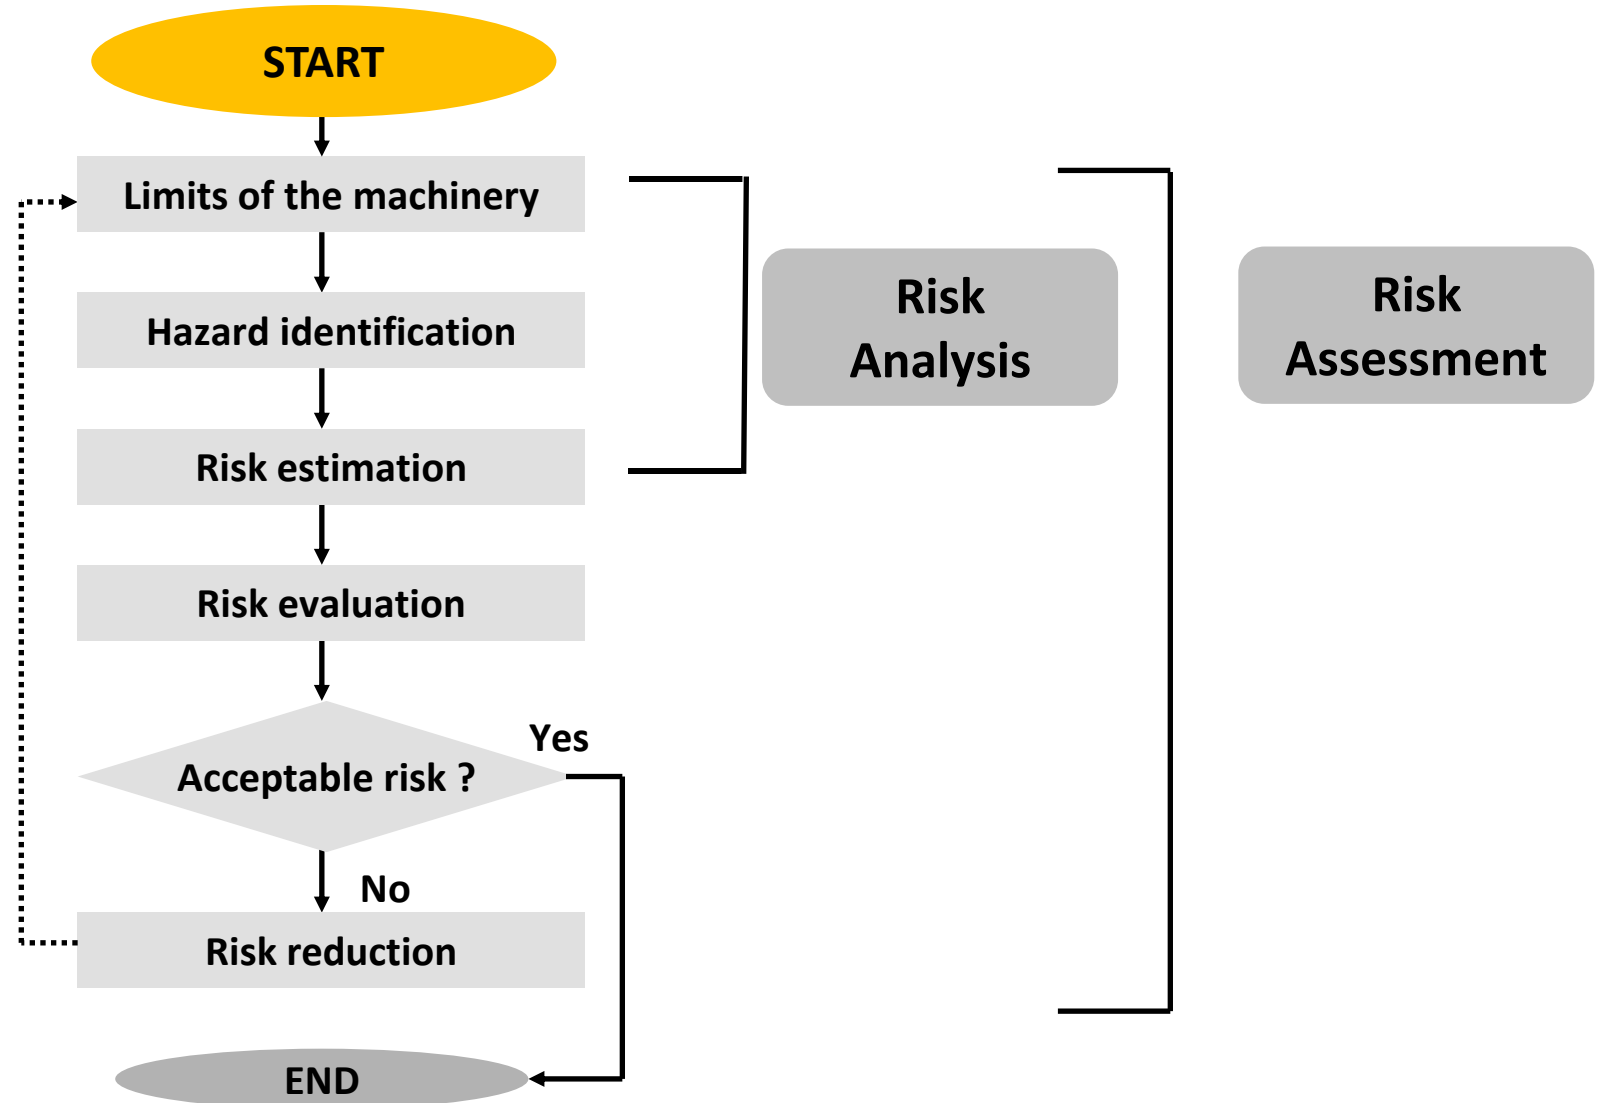 START
Limits of the machinery
Hazard identification
Risk estimation
Risk evaluation
Acceptable risk ?
Yes
No
Risk reduction
END
Risk
Analysis
Risk
Assessment